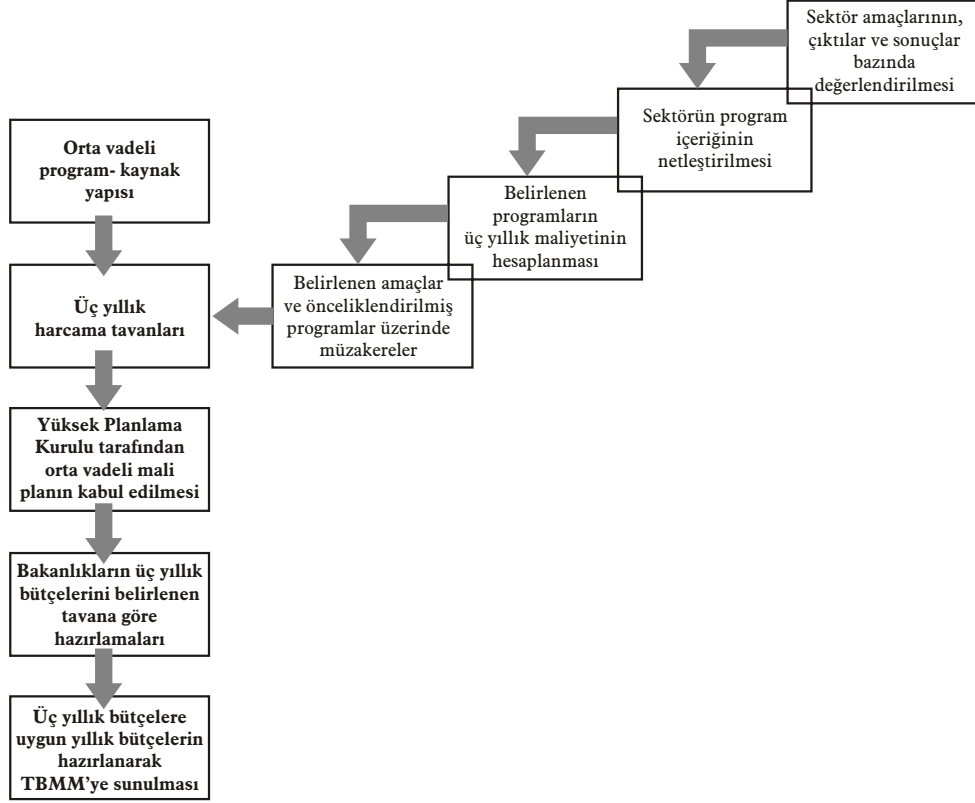 Sektör amaçlarının,
çıktılar ve sonuçlar
bazında
değerlendirilmesi
Sektörün program
içeriğinin
netleştirilmesi
Belirlenen
programların
üç yıllık maliyetinin
hesaplanması
Belirlenen amaçlar
ve önceliklendirilmiş
programlar üzerinde
müzakereler
Orta vadeli
program- kaynak
yapısı
Üç yıllık
harcama tavanları
Yüksek Planlama
Kurulu tarafından
orta vadeli mali
planın kabul edilmesi
Bakanlıkların üç yıllık
bütçelerini belirlenen
tavana göre
hazırlamaları
Üç yıllık bütçelere
uygun yıllık bütçelerin
hazırlanarak
TBMM’ye sunulması